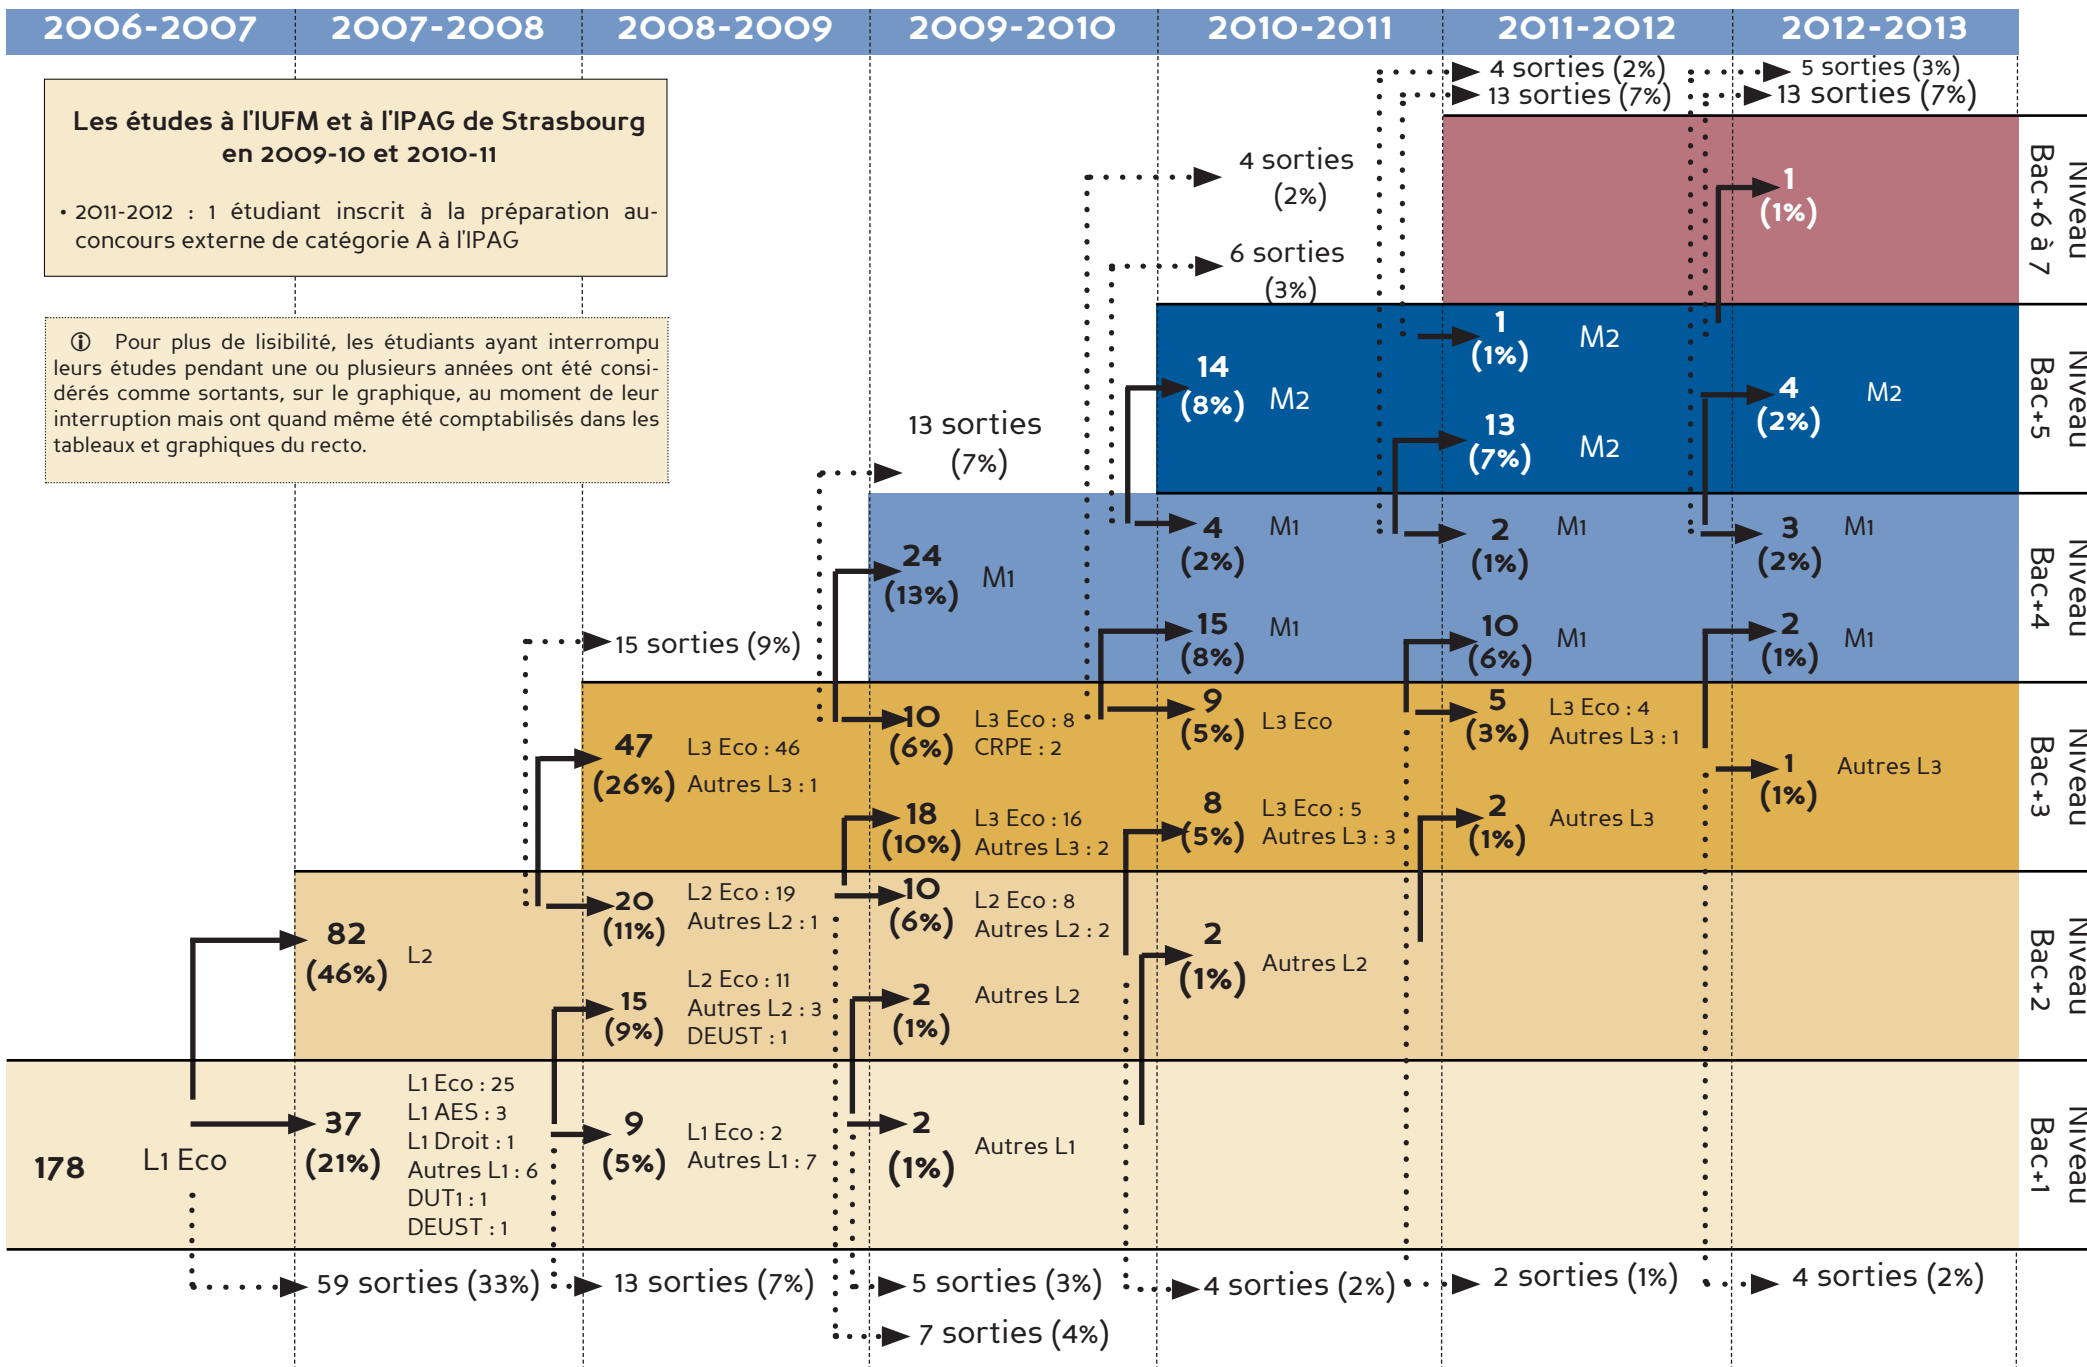 2006-2007
2007-2008
2008-2009
2009-2010
2010-2011
2011-2012
2012-2013
Les études à l'IUFM et à l'IPAG de Strasbourg
en 2009-10 et 2010-11
• 2011-2012 : 1 étudiant inscrit à la préparation au-
concours externe de catégorie A à l'IPAG
ⓘ Pour plus de lisibilité, les étudiants ayant interrompu
leurs études pendant une ou plusieurs années ont été consi-
dérés comme sortants, sur le graphique, au moment de leur
interruption mais ont quand même été comptabilisés dans les
tableaux et graphiques du recto.
4 sorties (2%)
13 sorties (7%)
5 sorties (3%)
13 sorties (7%)
4 sorties
(2%)
6 sorties
(3%)
1
(1%)
Niveau
Bac+6 à 7
14
(8%)
M2
1
(1%)
M2
13
(7%)
M2
4
(2%)
M2
Niveau
Bac+5
13 sorties
(7%)
24
(13%)
M1
4
(2%)
M1
15
(8%)
M1
2
(1%)
M1
10
(6%)
M1
3
(2%)
M1
2
(1%)
M1
Niveau
Bac+4
15 sorties (9%)
47
(26%)
L3 Eco : 46
Autres L3 : 1
10
(6%)
L3 Eco : 8
CRPE : 2
18
(10%)
L3 Eco : 16
Autres L3 : 2
9
(5%)
L3 Eco
8
(5%)
L3 Eco : 5
Autres L3 : 3
5
(3%)
L3 Eco : 4
Autres L3 : 1
2
(1%)
Autres L3
1
(1%)
Autres L3
Niveau
Bac+3
82
(46%)
L2
20
(11%)
L2 Eco : 19
Autres L2 : 1
15
(9%)
L2 Eco : 11
Autres L2 : 3
DEUST : 1
10
(6%)
L2 Eco : 8
Autres L2 : 2
2
(1%)
Autres L2
2
(1%)
Autres L2
Niveau
Bac+2
178
L1 Eco
37
(21%)
L1 Eco : 25
L1 AES : 3
L1 Droit : 1
Autres L1 : 6
DUT1 : 1
DEUST : 1
9
(5%)
L1 Eco : 2
Autres L1 : 7
2
(1%)
Autres L1
Niveau
Bac+1
59 sorties (33%)
13 sorties (7%)
5 sorties (3%)
4 sorties (2%)
2 sorties (1%)
4 sorties (2%)
7 sorties (4%)